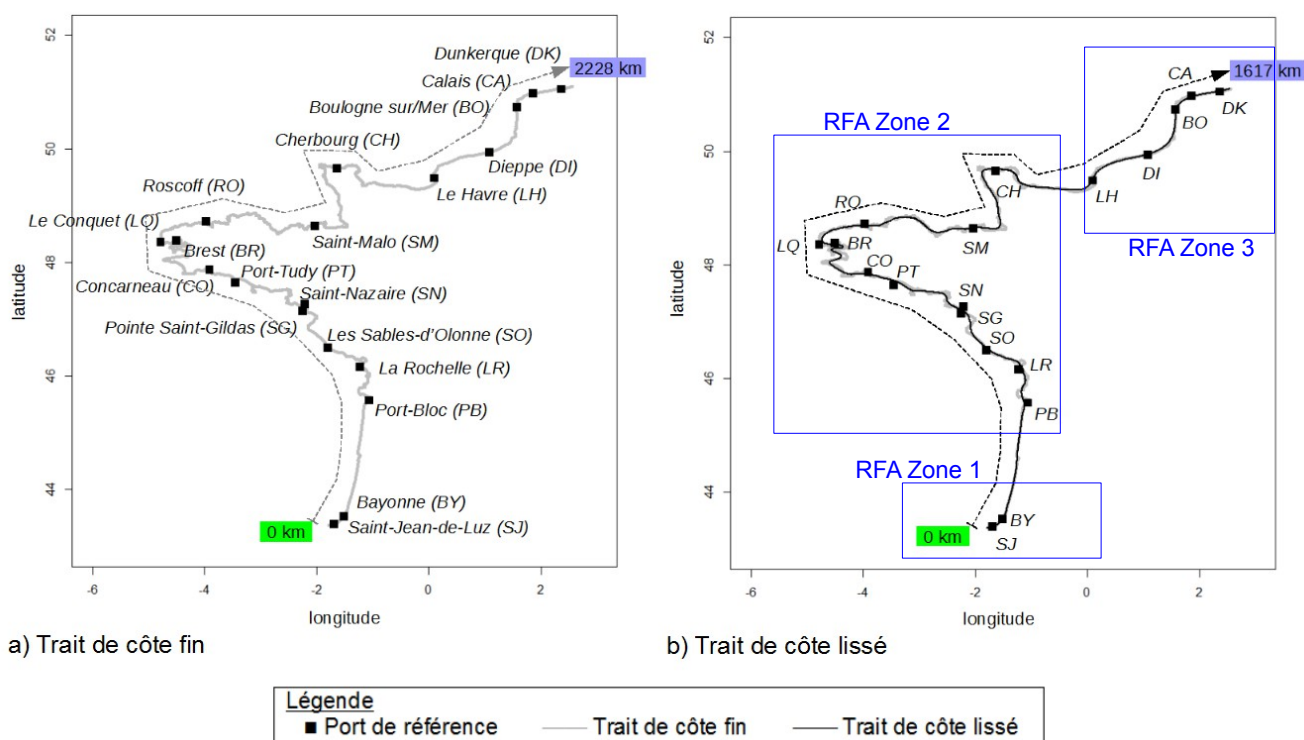 52
50
48
46
44
latitude
-6
-4
-2
0
2
longitude
Dunkerque (DK)
2228 km
Calais (CA)
Boulogne sur/Mer (BO)
Cherbourg (CH)
Dieppe (DI)
Roscoff (RO)
Le Havre (LH)
Le Conquet (LQ)
Saint-Malo (SM)
Brest (BR)
Port-Tudy (PT)
Concarneau (CO)
Saint-Nazaire (SN)
Pointe Saint-Gildas (SG)
Les Sables-d'Olonne (SO)
La Rochelle (LR)
Port-Bloc (PB)
Bayonne (BY)
0 km
Saint-Jean-de-Luz (SJ)
a) Trait de côte fin
52
50
48
46
44
latitude
-6
-4
-2
0
2
longitude
CA
1617 km
DK
BO
RFA Zone 2
DI
CH
LH
RO
SM
RFA Zone 3
LQ
BR
CO
PT
SN
SG
SO
LR
PB
RFA Zone 1
BY
0 km
SJ
b) Trait de côte lissé
Légende
Port de référence
Trait de côte fin
Trait de côte lissé